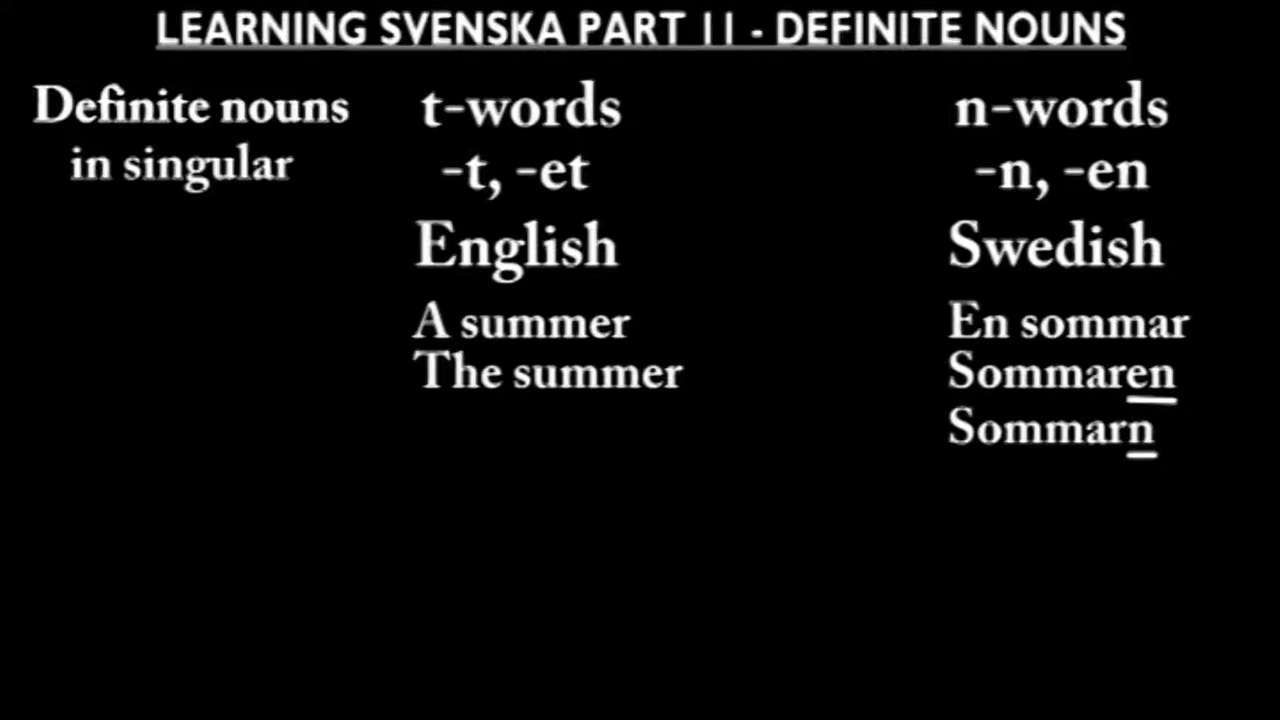 LEARNING SVENSKA PART 11 - DEFINITE NOUNS
Definite nouns t-words n-words
in singular -t, -et -n, -en
English Swedish
A summer En sommar
The summer Sommaren
Sommarn